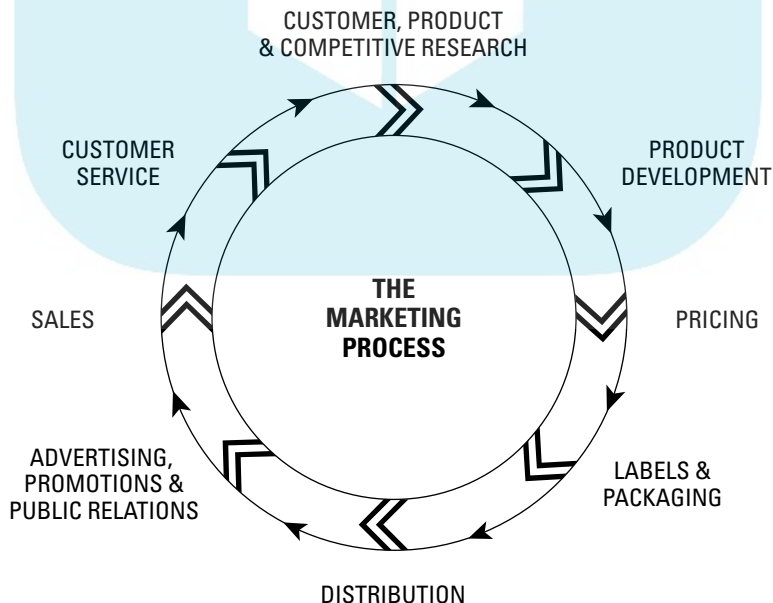 CUSTOMER, PRODUCT
& COMPETITIVE RESEARCH
PRODUCT
DEVELOPMENT
PRICING
LABELS &
PACKAGING
DISTRIBUTION
ADVERTISING,
PROMOTIONS &
PUBLIC RELATIONS
SALES
CUSTOMER
SERVICE
THE
MARKETING
PROCESS